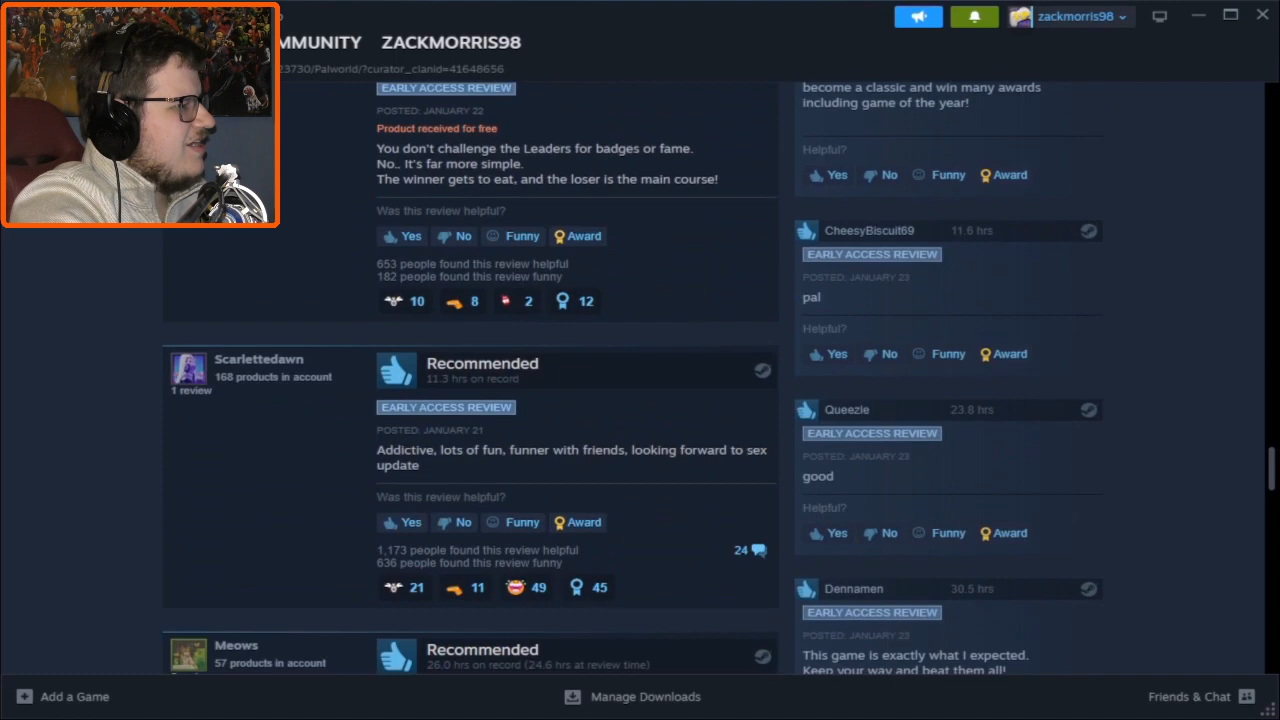 MMUNITY ZACKMORRIS98
zackmorris98
23730/Palworld/?curator_clanid=41648656
EARLY ACCESS REVIEW
POSTED: JANUARY 22
Product received for free
You don't challenge the Leaders for badges or fame.
No.. It's far more simple.
The winner gets to eat, and the loser is the main course!
Was this review helpful?
Yes No Funny Award
653 people found this review helpful
182 people found this review funny
10 8 2 12
Scarlettedawn
168 products in account
1 review
Recommended
11.3 hrs on record
EARLY ACCESS REVIEW
POSTED: JANUARY 21
Addictive, lots of fun, funner with friends, looking forward to sex
update
Was this review helpful?
Yes No Funny Award
1,173 people found this review helpful
636 people found this review funny
24
21 11 49 45
Meows
57 products in account
Recommended
26.0 hrs on record (24.6 hrs at review time)
become a classic and win many awards
including game of the year!
Helpful?
Yes No Funny Award
CheesyBiscuit69 11.6 hrs
EARLY ACCESS REVIEW
POSTED: JANUARY 23
pal
Helpful?
Yes No Funny Award
Queezle 23.8 hrs
EARLY ACCESS REVIEW
POSTED: JANUARY 23
good
Helpful?
Yes No Funny Award
Dennamen 30.5 hrs
EARLY ACCESS REVIEW
POSTED: JANUARY 23
This game is exactly what I expected.
Keep your way and beat them all!
Add a Game
Manage Downloads
Friends & Chat